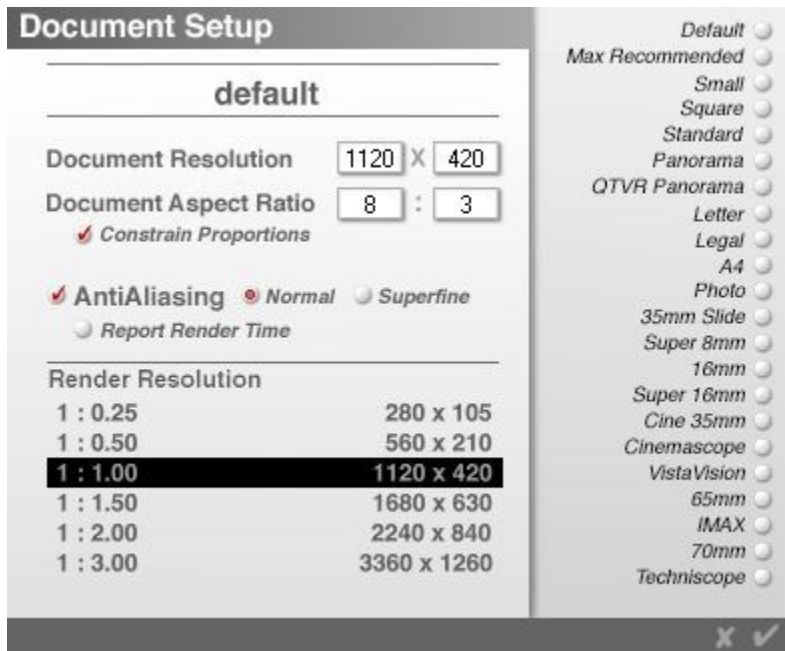 Document Setup
default
Document Resolution 1120 X 420
Document Aspect Ratio 8 : 3
Constrain Proportions
AntiAliasing Normal Superfine
Report Render Time
Render Resolution
1 : 0.25 280 x 105
1 : 0.50 560 x 210
1 : 1.00 1120 x 420
1 : 1.50 1680 x 630
1 : 2.00 2240 x 840
1 : 3.00 3360 x 1260
Default
Max Recommended
Small
Square
Standard
Panorama
QTVR Panorama
Letter
Legal
A4
Photo
35mm Slide
Super 8mm
16mm
Super 16mm
Cine 35mm
Cinemascope
VistaVision
65mm
IMAX
70mm
Techniscope